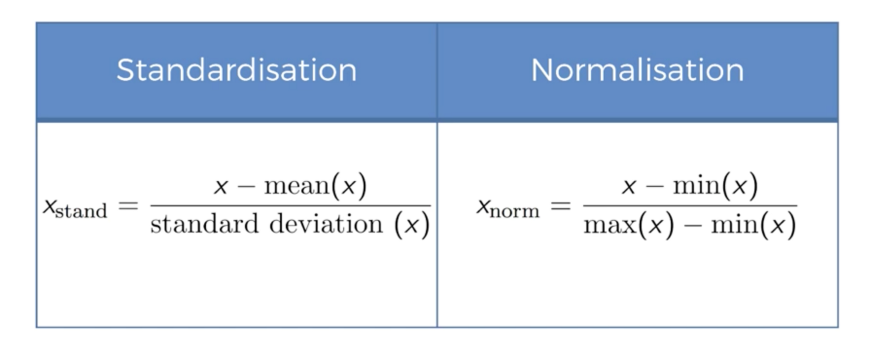 Standardisation
Normalisation
x_stand = (x − mean(x)) / (standard deviation (x))
x_norm = (x − min(x)) / (max(x) − min(x))